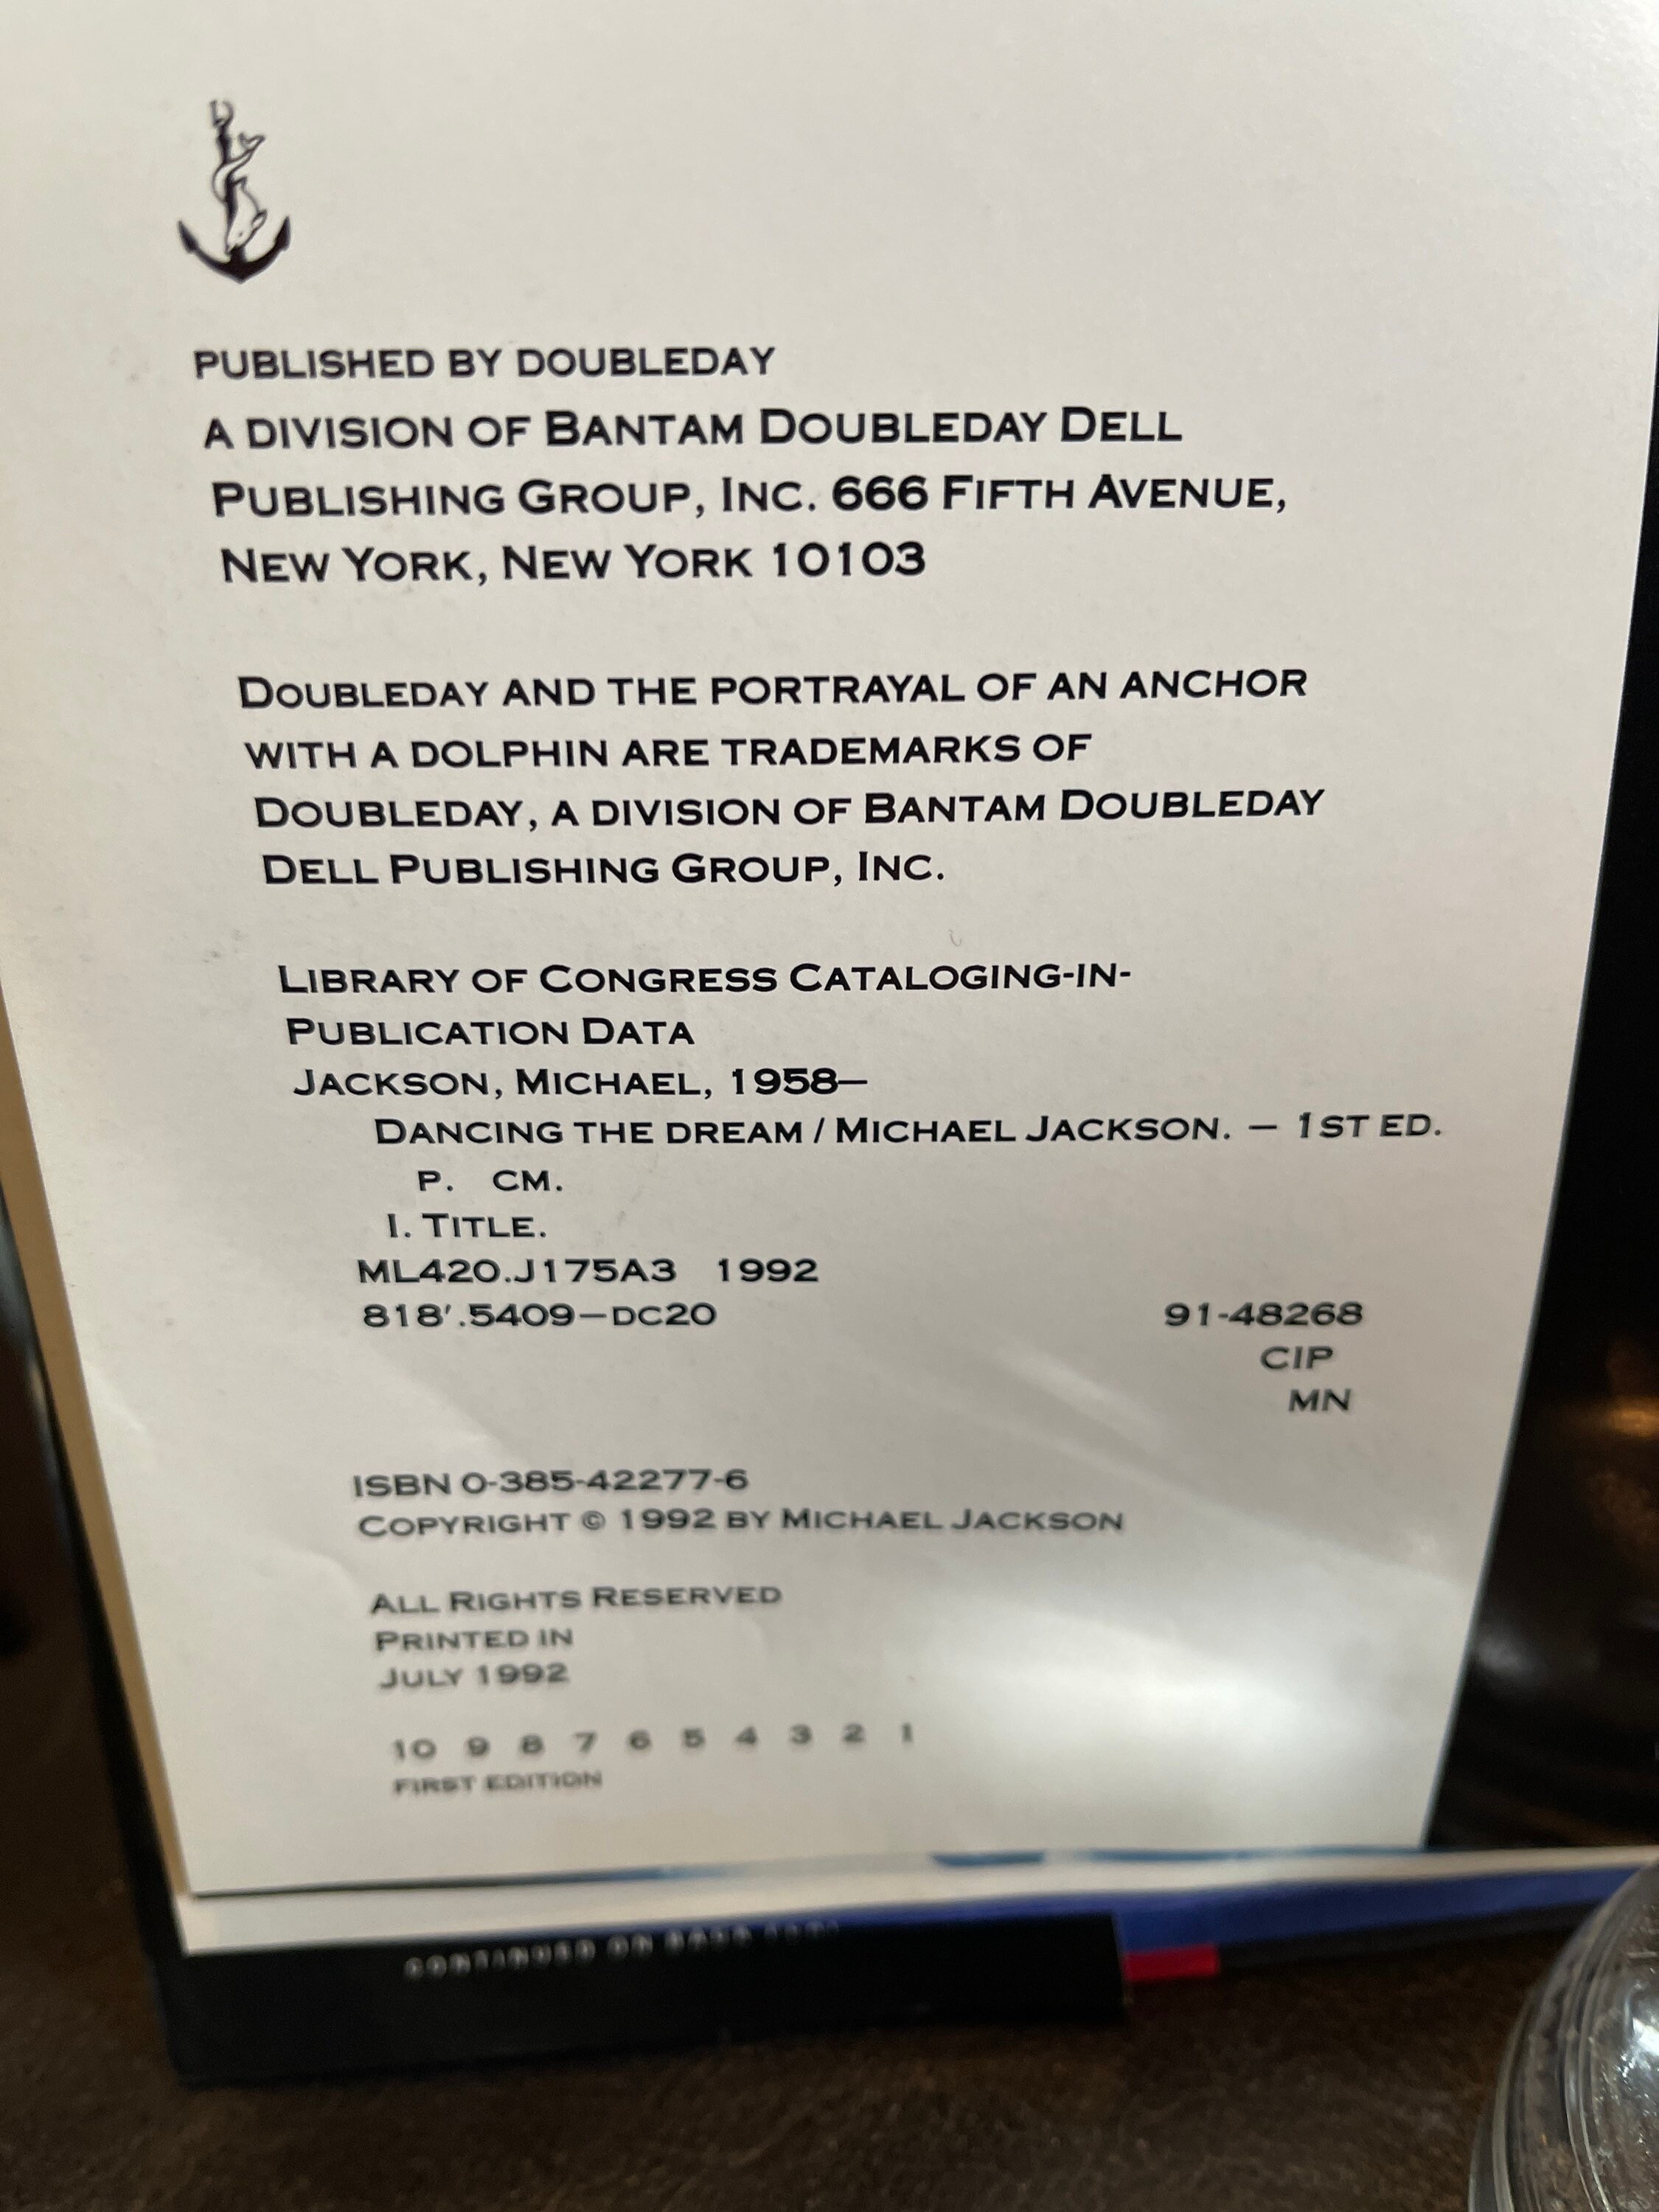 PUBLISHED BY DOUBLEDAY
A DIVISION OF BANTAM DOUBLEDAY DELL
PUBLISHING GROUP, INC. 666 FIFTH AVENUE,
NEW YORK, NEW YORK 10103
DOUBLEDAY AND THE PORTRAYAL OF AN ANCHOR
WITH A DOLPHIN ARE TRADEMARKS OF
DOUBLEDAY, A DIVISION OF BANTAM DOUBLEDAY
DELL PUBLISHING GROUP, INC.
LIBRARY OF CONGRESS CATALOGING-IN-
PUBLICATION DATA
JACKSON, MICHAEL, 1958—
DANCING THE DREAM / MICHAEL JACKSON. — 1ST ED.
P. CM.
I. TITLE.
ML420.J175A3 1992
818'.5409—DC20 91-48268
CIP
MN
ISBN 0-385-42277-6
COPYRIGHT © 1992 BY MICHAEL JACKSON
ALL RIGHTS RESERVED
PRINTED IN
JULY 1992
10 9 8 7 6 5 4 3 2 1
FIRST EDITION
CONTINUED ON BACK